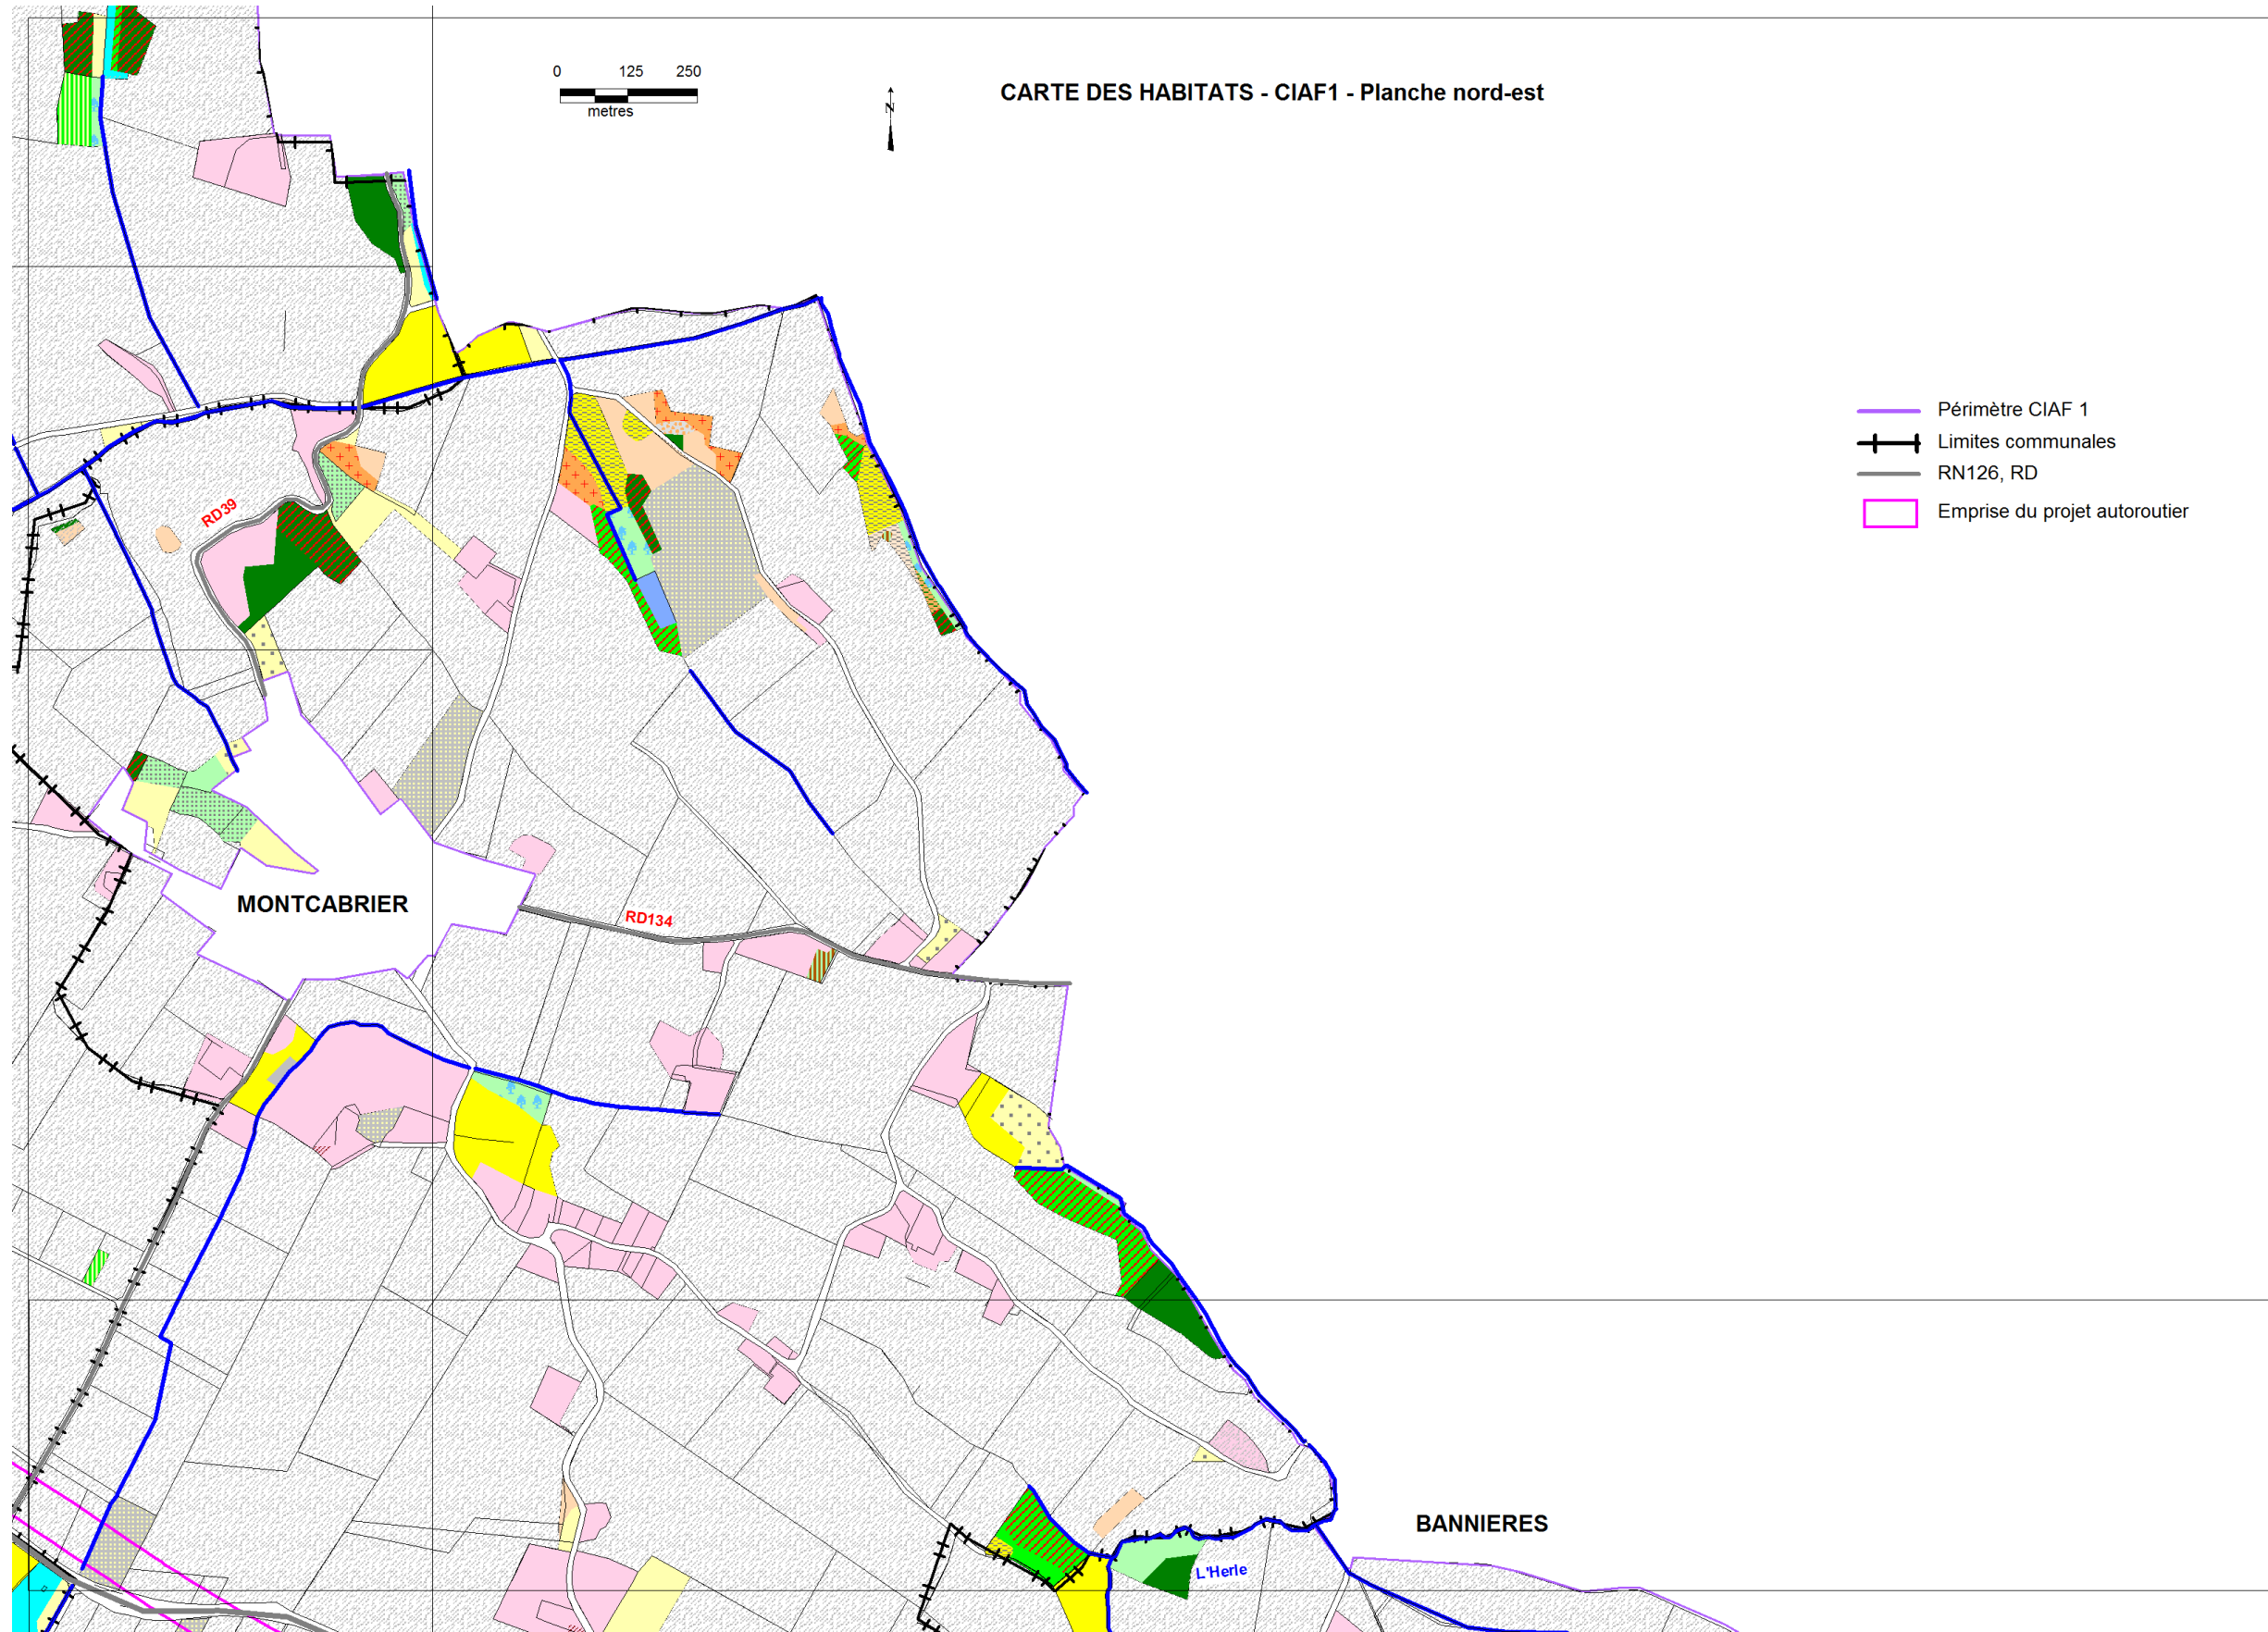 0 125 250
metres
N
CARTE DES HABITATS - CIAF1 - Planche nord-est
Périmètre CIAF 1
Limites communales
RN126, RD
Emprise du projet autoroutier
RD39
MONTCABRIER
RD134
BANNIERES
L'Herle